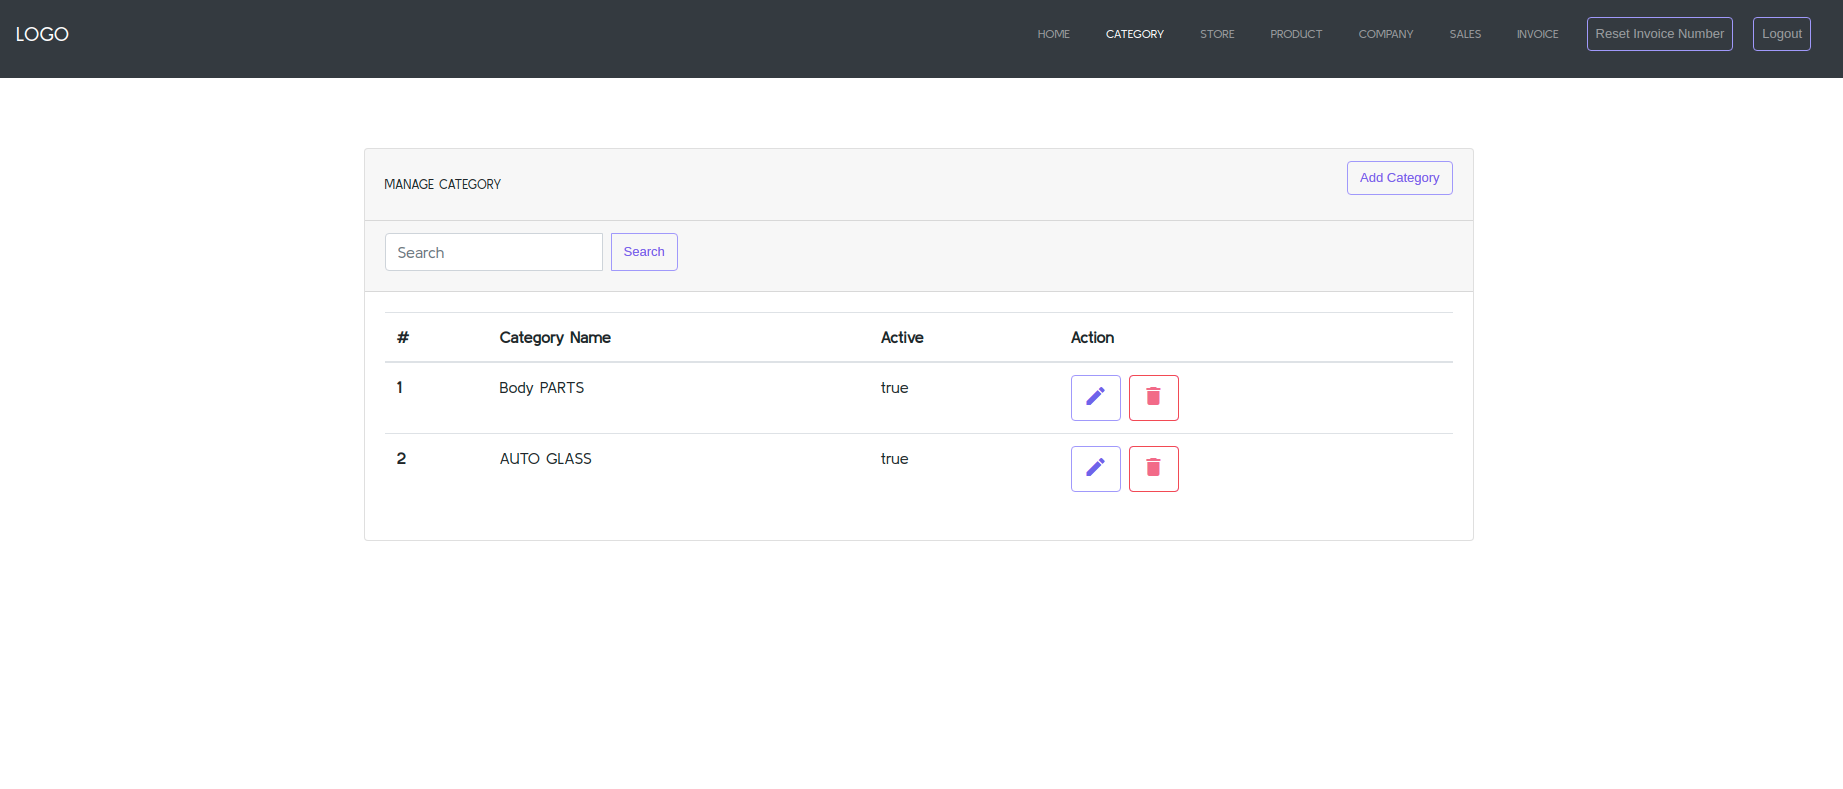 LOGO HOME CATEGORY STORE PRODUCT COMPANY SALES INVOICE Reset Invoice Number Logout
MANAGE CATEGORY Add Category
Search Search
# Category Name Active Action
1 Body PARTS true
2 AUTO GLASS true